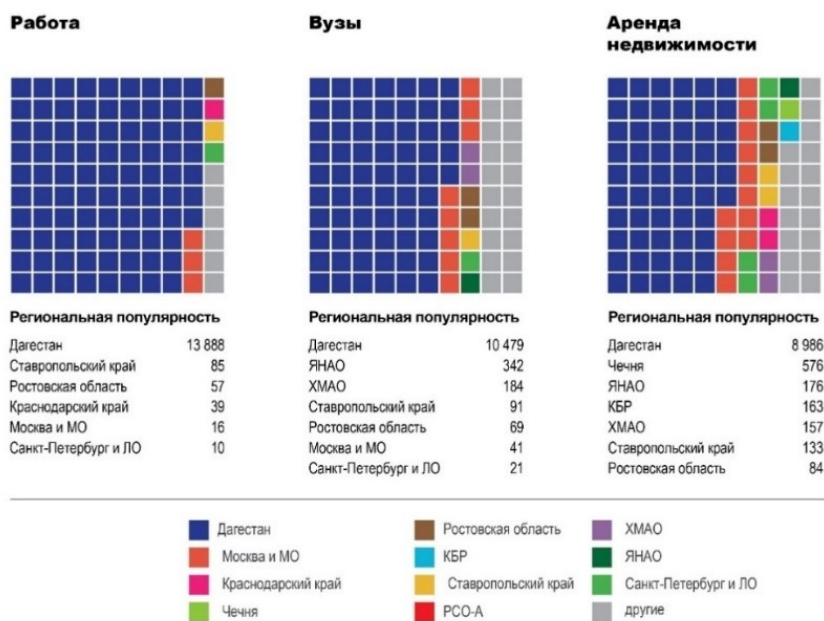 Работа
Региональная популярность
Дагестан 13 888
Ставропольский край 85
Ростовская область 57
Краснодарский край 39
Москва и МО 16
Санкт-Петербург и ЛО 10
Вузы
Региональная популярность
Дагестан 10 479
ЯНАО 342
ХМАО 184
Ставропольский край 91
Ростовская область 69
Москва и МО 41
Санкт-Петербург и ЛО 21
Аренда
недвижимости
Региональная популярность
Дагестан 8 986
Чечня 576
ЯНАО 176
КБР 163
ХМАО 157
Ставропольский край 133
Ростовская область 84
Дагестан
Москва и МО
Краснодарский край
Чечня
Ростовская область
КБР
Ставропольский край
РСО-А
ХМАО
ЯНАО
Санкт-Петербург и ЛО
другие